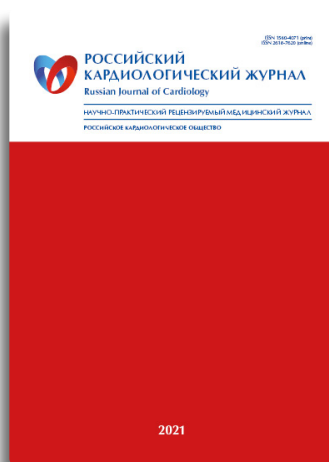 ISSN 1560-4071 (print)
ISSN 2618-7620 (online)
РОССИЙСКИЙ
КАРДИОЛОГИЧЕСКИЙ ЖУРНАЛ
Russian Journal of Cardiology
НАУЧНО-ПРАКТИЧЕСКИЙ РЕЦЕНЗИРУЕМЫЙ МЕДИЦИНСКИЙ ЖУРНАЛ
РОССИЙСКОЕ КАРДИОЛОГИЧЕСКОЕ ОБЩЕСТВО
2021